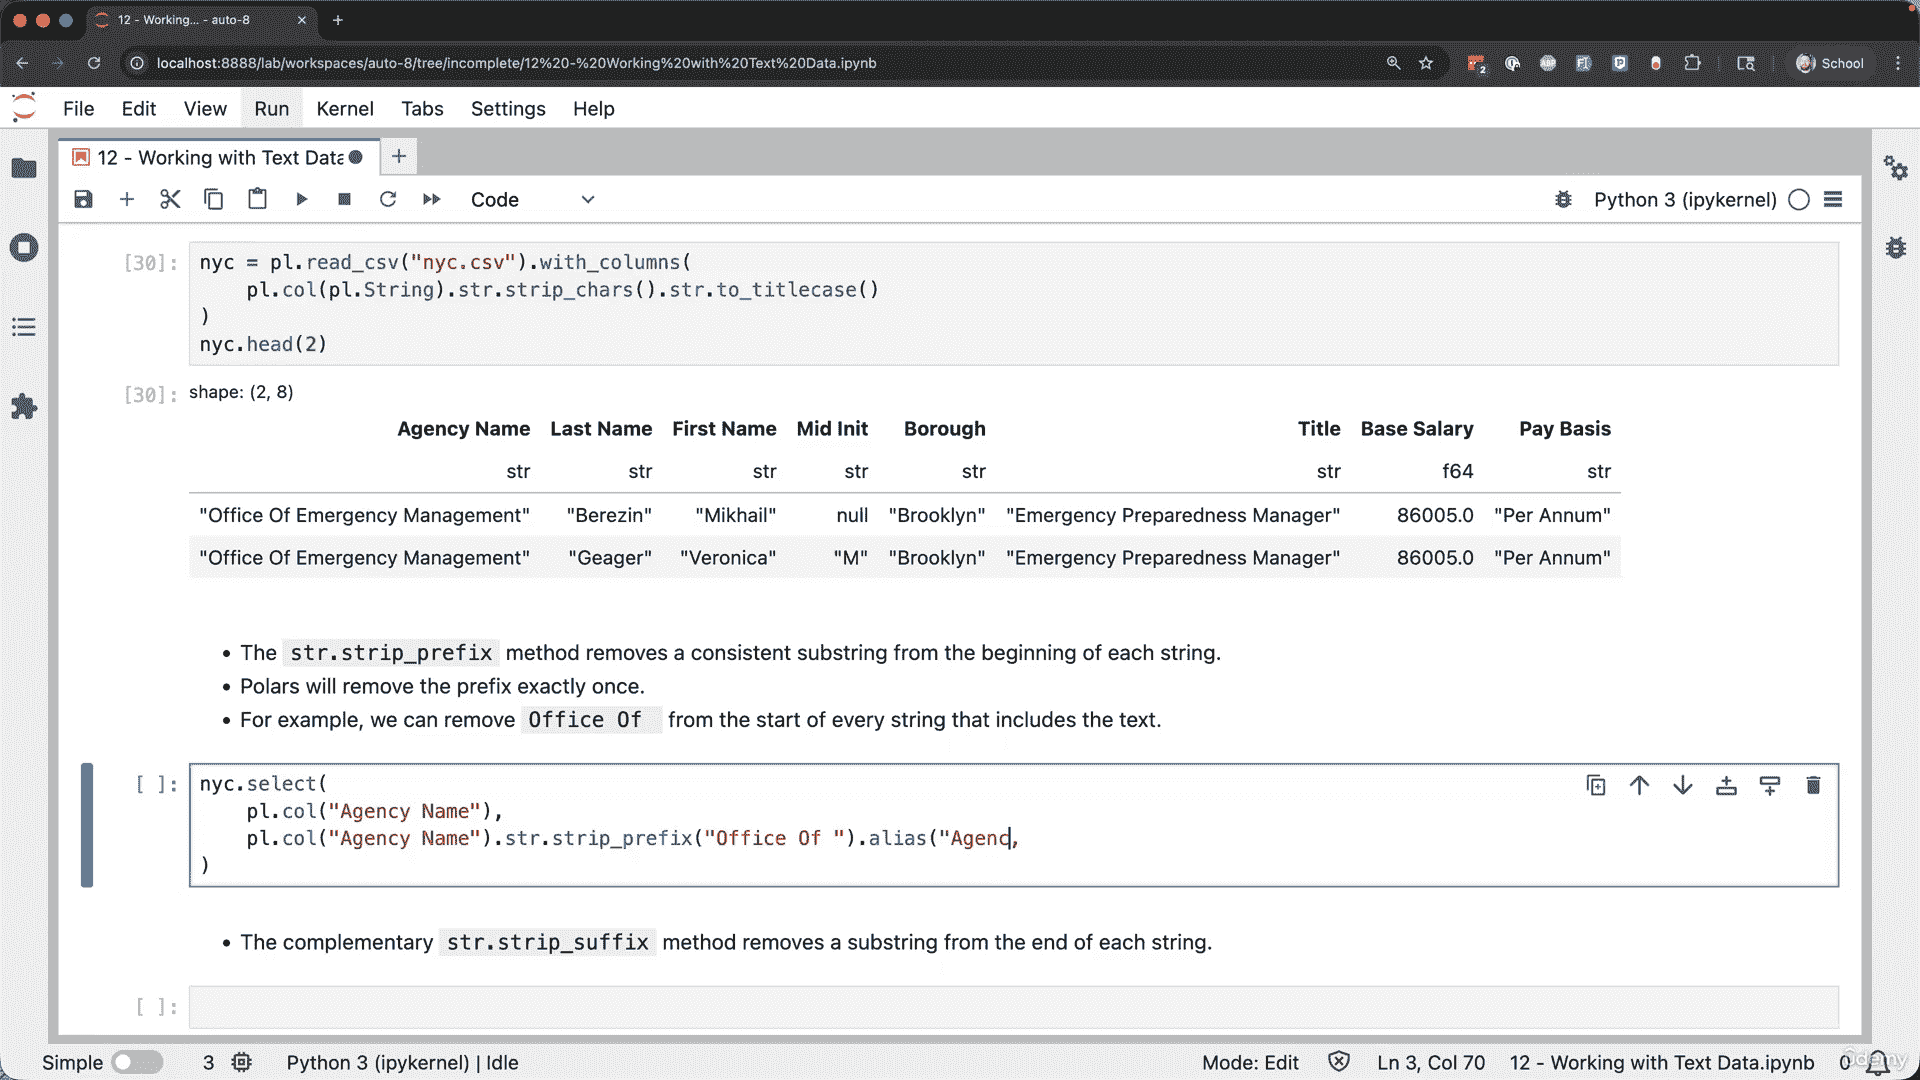 12 - Working... - auto-8
localhost:8888/lab/workspaces/auto-8/tree/incomplete/12%20-%20Working%20with%20Text%20Data.ipynb
2
School
File Edit View Run Kernel Tabs Settings Help
12 - Working with Text Data
Code
Python 3 (ipykernel)
[30]:
nyc = pl.read_csv("nyc.csv").with_columns(
    pl.col(pl.String).str.strip_chars().str.to_titlecase()
)
nyc.head(2)
[30]: shape: (2, 8)
Agency Name Last Name First Name Mid Init Borough Title Base Salary Pay Basis
str str str str str str f64 str
"Office Of Emergency Management" "Berezin" "Mikhail" null "Brooklyn" "Emergency Preparedness Manager" 86005.0 "Per Annum"
"Office Of Emergency Management" "Geager" "Veronica" "M" "Brooklyn" "Emergency Preparedness Manager" 86005.0 "Per Annum"
• The str.strip_prefix method removes a consistent substring from the beginning of each string.
• Polars will remove the prefix exactly once.
• For example, we can remove Office Of from the start of every string that includes the text.
[ ]:
nyc.select(
    pl.col("Agency Name"),
    pl.col("Agency Name").str.strip_prefix("Office Of ").alias("Agenc,
)
• The complementary str.strip_suffix method removes a substring from the end of each string.
[ ]:
Simple 3 Python 3 (ipykernel) | Idle Mode: Edit Ln 3, Col 70 12 - Working with Text Data.ipynb 0
Udemy